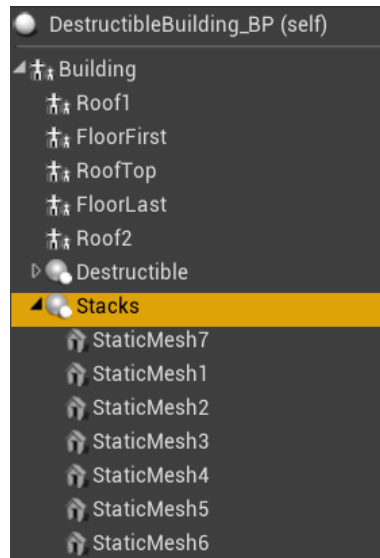 DestructibleBuilding_BP (self)
Building
Roof1
FloorFirst
RoofTop
FloorLast
Roof2
Destructible
Stacks
StaticMesh7
StaticMesh1
StaticMesh2
StaticMesh3
StaticMesh4
StaticMesh5
StaticMesh6